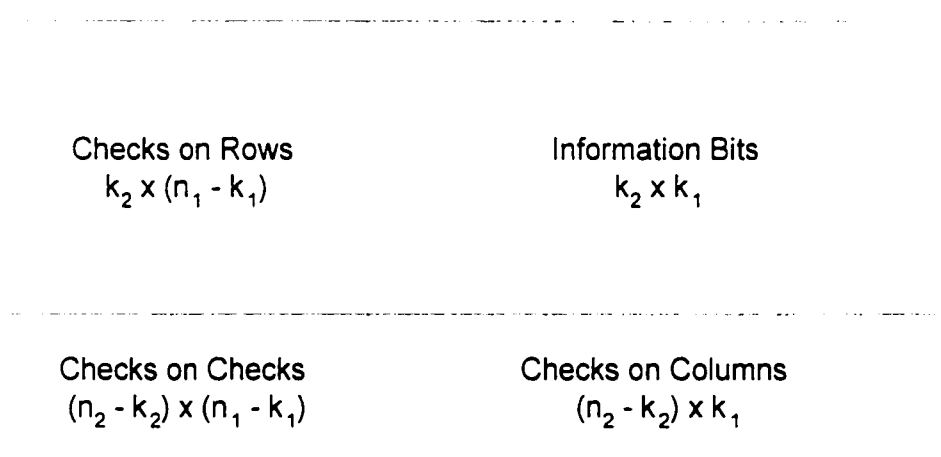 Checks on Rows
k₂ x (n₁ - k₁)
Information Bits
k₂ x k₁
Checks on Checks
(n₂ - k₂) x (n₁ - k₁)
Checks on Columns
(n₂ - k₂) x k₁